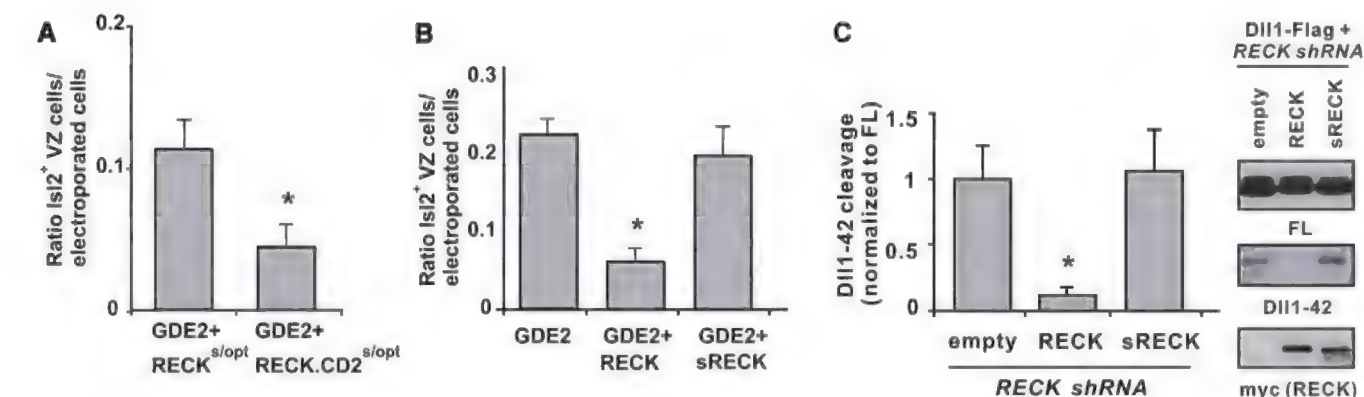 A
Ratio Isl2⁺ VZ cells/
electroporated cells
0.2
0.1
0
*
GDE2+
RECK^s/opt
GDE2+
RECK.CD2^s/opt
B
Ratio Isl2⁺ VZ cells/
electroporated cells
0.3
0.2
0.1
0
*
GDE2
GDE2+
RECK
GDE2+
sRECK
C
Dll1-42 cleavage
(normalized to FL)
1.5
1
0.5
0
*
empty RECK sRECK
RECK shRNA
Dll1-Flag +
RECK shRNA
empty
RECK
sRECK
FL
Dll1-42
myc (RECK)